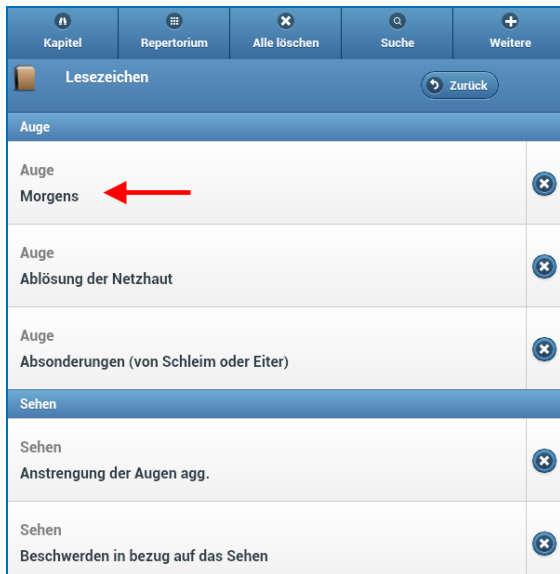 Kapitel Repertorium Alle löschen Suche Weitere
Lesezeichen Zurück
Auge
Auge
Morgens
Auge
Ablösung der Netzhaut
Auge
Absonderungen (von Schleim oder Eiter)
Sehen
Sehen
Anstrengung der Augen agg.
Sehen
Beschwerden in bezug auf das Sehen